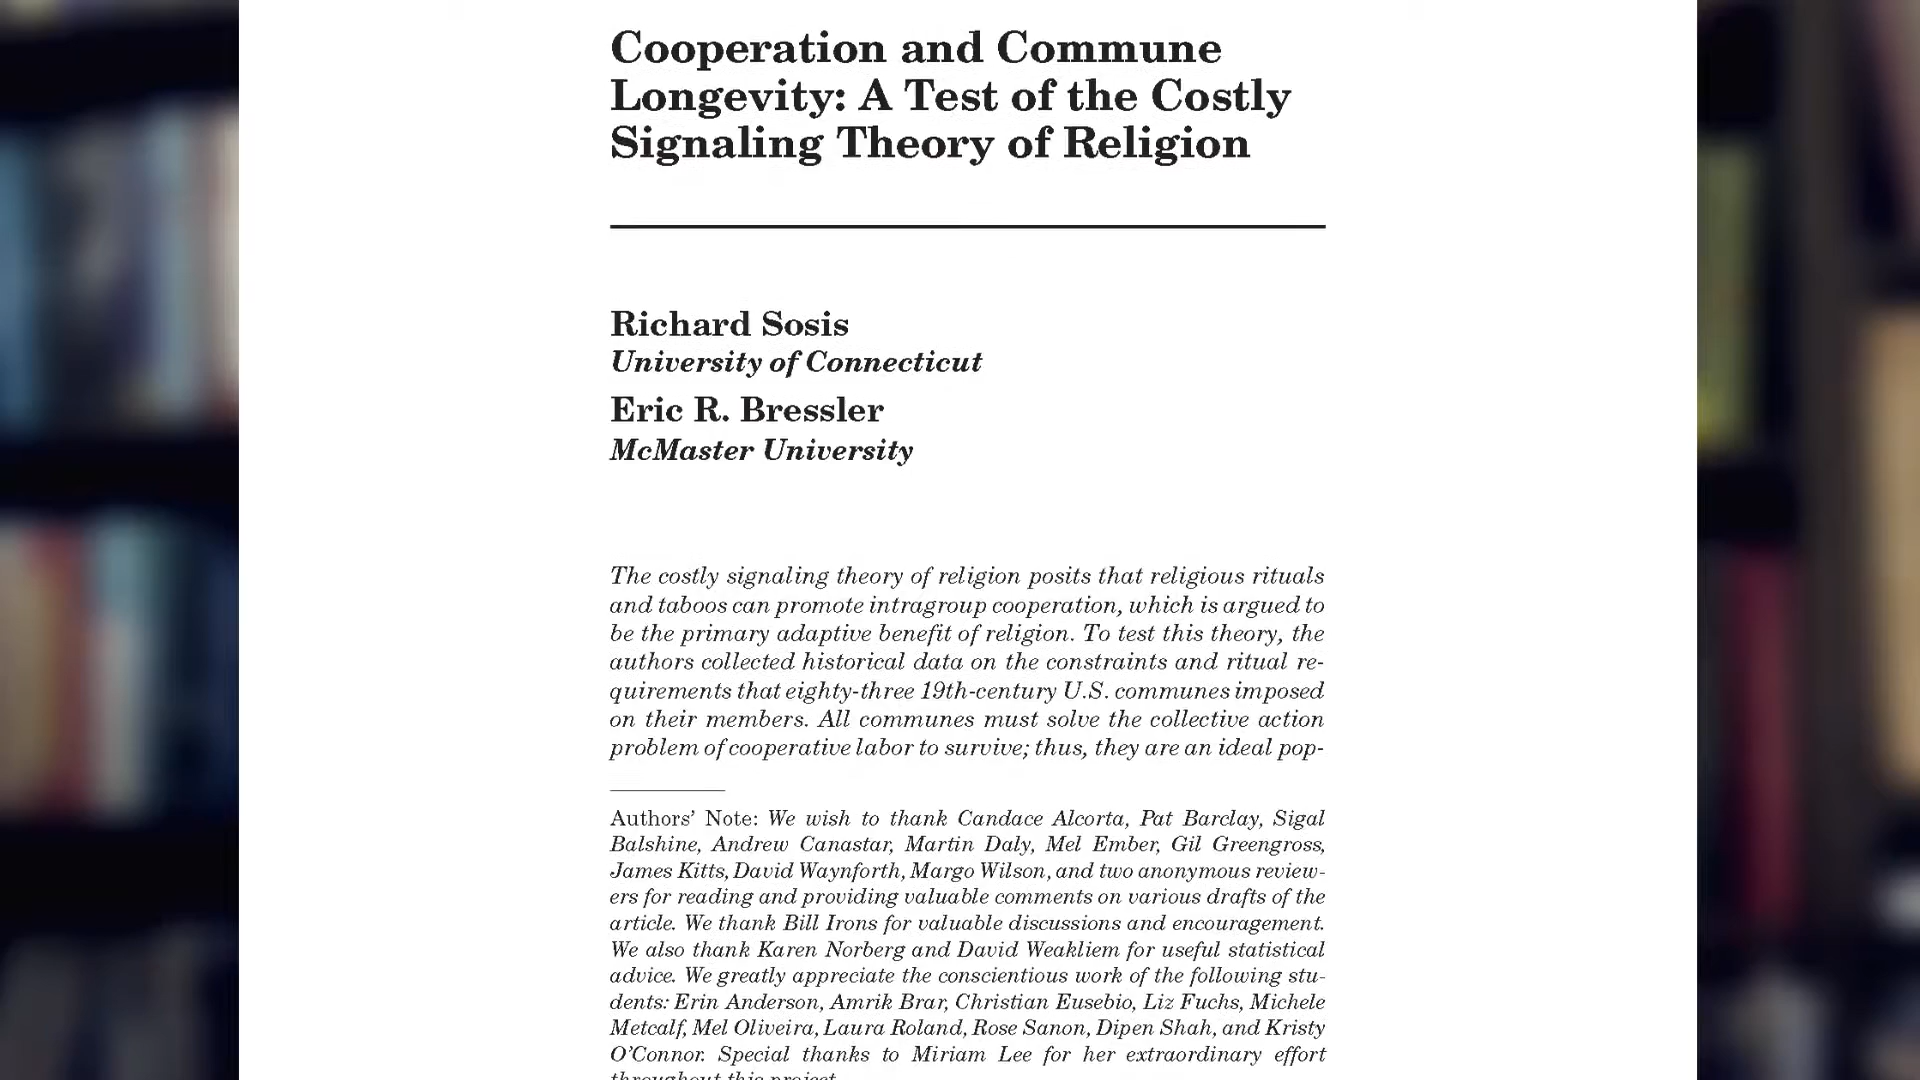 Cooperation and Commune
Longevity: A Test of the Costly
Signaling Theory of Religion
Richard Sosis
University of Connecticut
Eric R. Bressler
McMaster University
The costly signaling theory of religion posits that religious rituals
and taboos can promote intragroup cooperation, which is argued to
be the primary adaptive benefit of religion. To test this theory, the
authors collected historical data on the constraints and ritual re-
quirements that eighty-three 19th-century U.S. communes imposed
on their members. All communes must solve the collective action
problem of cooperative labor to survive; thus, they are an ideal pop-
Authors’ Note: We wish to thank Candace Alcorta, Pat Barclay, Sigal
Balshine, Andrew Canastar, Martin Daly, Mel Ember, Gil Greengross,
James Kitts, David Waynforth, Margo Wilson, and two anonymous review-
ers for reading and providing valuable comments on various drafts of the
article. We thank Bill Irons for valuable discussions and encouragement.
We also thank Karen Norberg and David Weakliem for useful statistical
advice. We greatly appreciate the conscientious work of the following stu-
dents: Erin Anderson, Amrik Brar, Christian Eusebio, Liz Fuchs, Michele
Metcalf, Mel Oliveira, Laura Roland, Rose Sanon, Dipen Shah, and Kristy
O’Connor. Special thanks to Miriam Lee for her extraordinary effort
throughout this project.